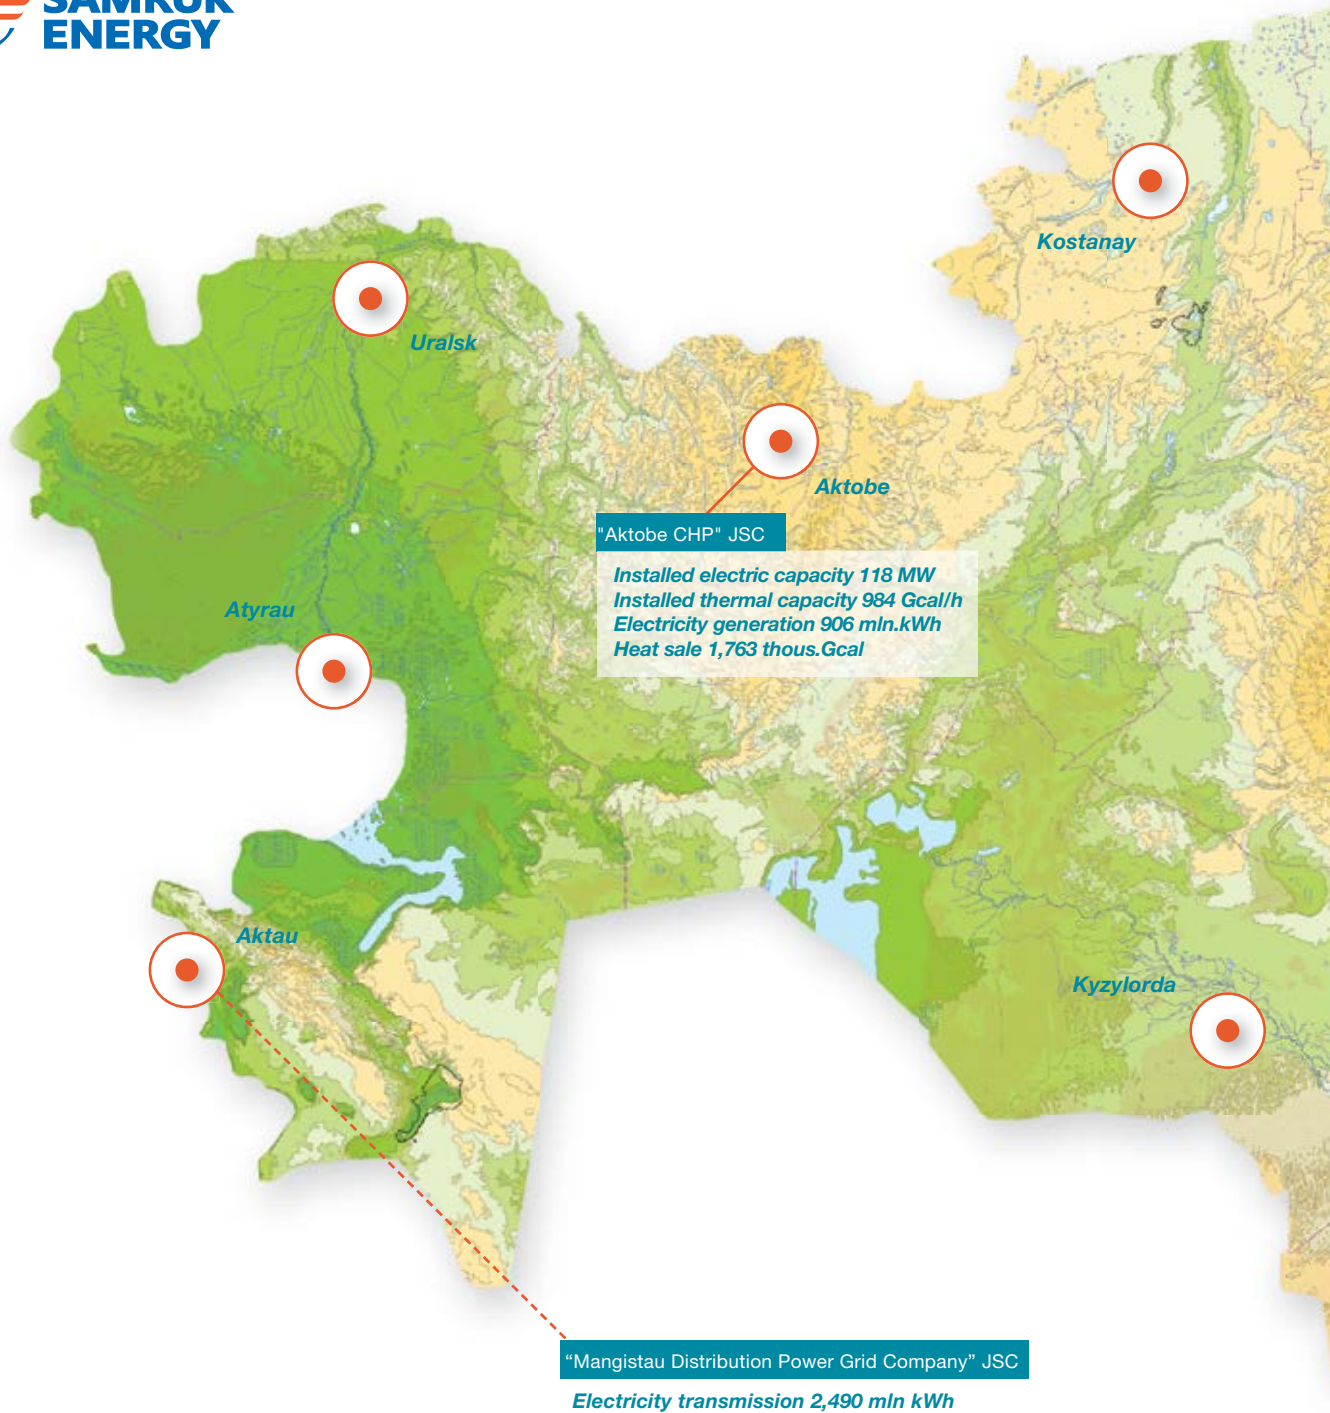 SAMRUK
ENERGY
Kostanay
Uralsk
Aktobe
"Aktobe CHP" JSC
Installed electric capacity 118 MW
Installed thermal capacity 984 Gcal/h
Electricity generation 906 mln.kWh
Heat sale 1,763 thous.Gcal
Atyrau
Aktau
Kyzylorda
“Mangistau Distribution Power Grid Company” JSC
Electricity transmission 2,490 mln kWh